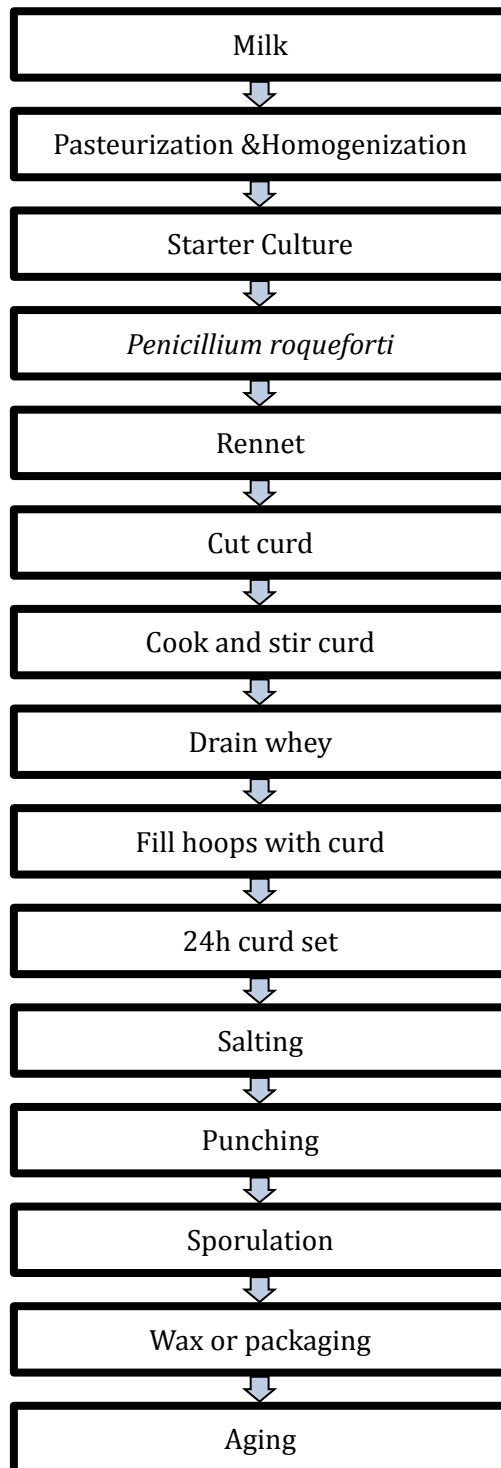 Milk
Pasteurization &Homogenization
Starter Culture
Penicillium roqueforti
Rennet
Cut curd
Cook and stir curd
Drain whey
Fill hoops with curd
24h curd set
Salting
Punching
Sporulation
Wax or packaging
Aging